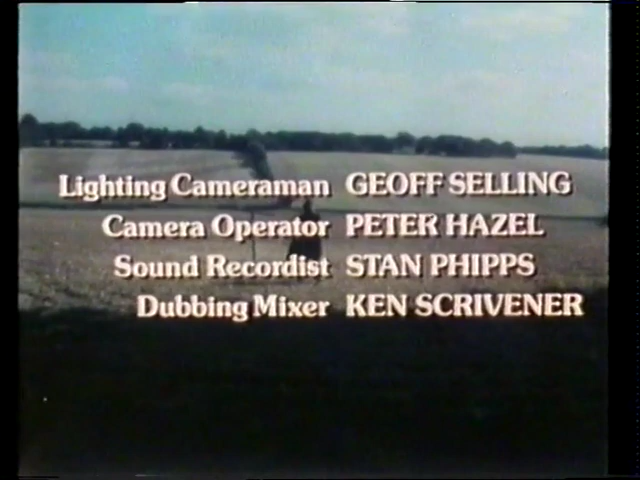 Lighting Cameraman GEOFF SELLING
Camera Operator PETER HAZEL
Sound Recordist STAN PHIPPS
Dubbing Mixer KEN SCRIVENER